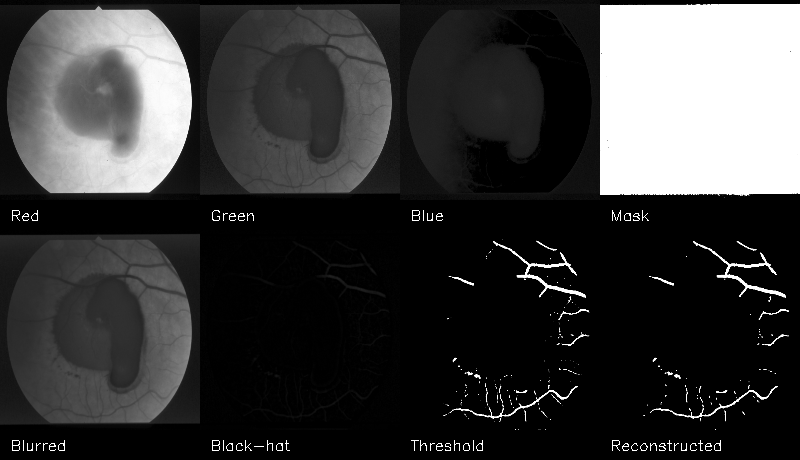 Red
Green
Blue
Mask
Blurred
Black-hat
Threshold
Reconstructed